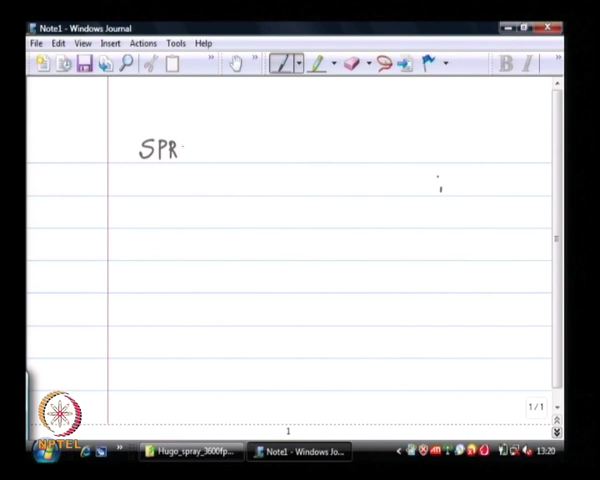 Note1 - Windows Journal
File Edit View Insert Actions Tools Help
B I
SPR
1/1
1
NPTEL
Hugo_spray_3600fp...
Note1 - Windows Jo...
13:20